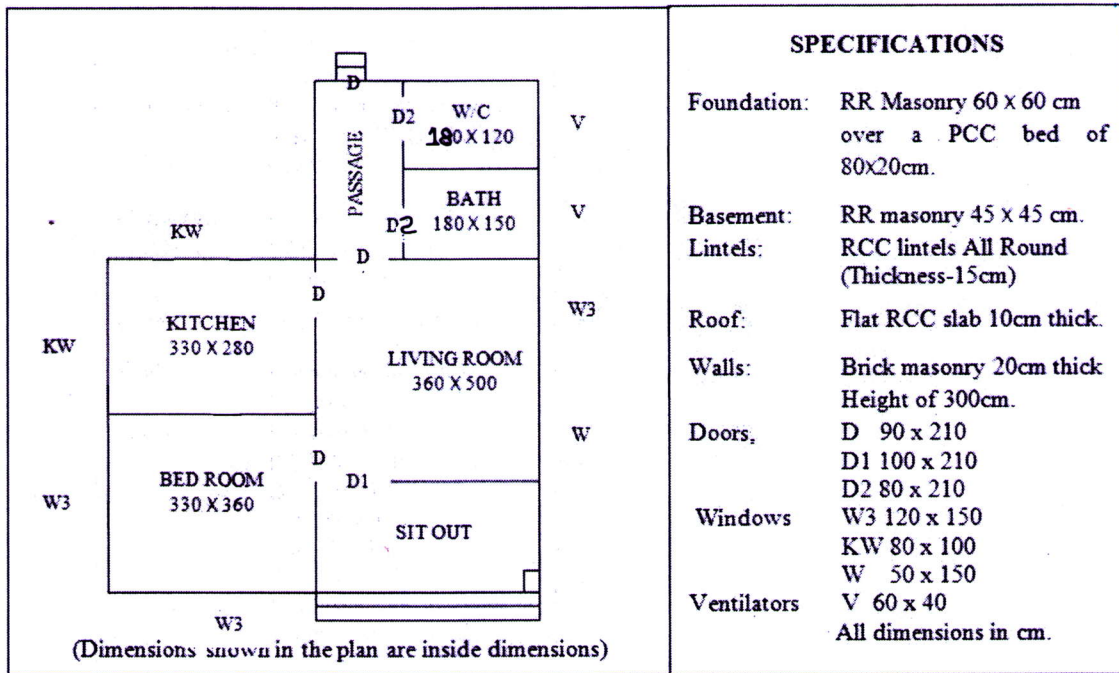 D
D2
W/C
180 X 120
V
PASSAGE
BATH
180 X 150
V
D2
KW
D
D
KITCHEN
330 X 280
W3
KW
LIVING ROOM
360 X 500
W
D
BED ROOM
330 X 360
D1
W3
SIT OUT
W3
(Dimensions shown in the plan are inside dimensions)
SPECIFICATIONS
Foundation: RR Masonry 60 X 60 cm
over a PCC bed of
80X20cm.
Basement: RR masonry 45 X 45 cm.
Lintels: RCC lintels All Round
(Thickness-15cm)
Roof: Flat RCC slab 10cm thick.
Walls: Brick masonry 20cm thick
Height of 300cm.
Doors, D 90 x 210
D1 100 x 210
D2 80 x 210
Windows W3 120 x 150
KW 80 x 100
W 50 x 150
Ventilators V 60 x 40
All dimensions in cm.